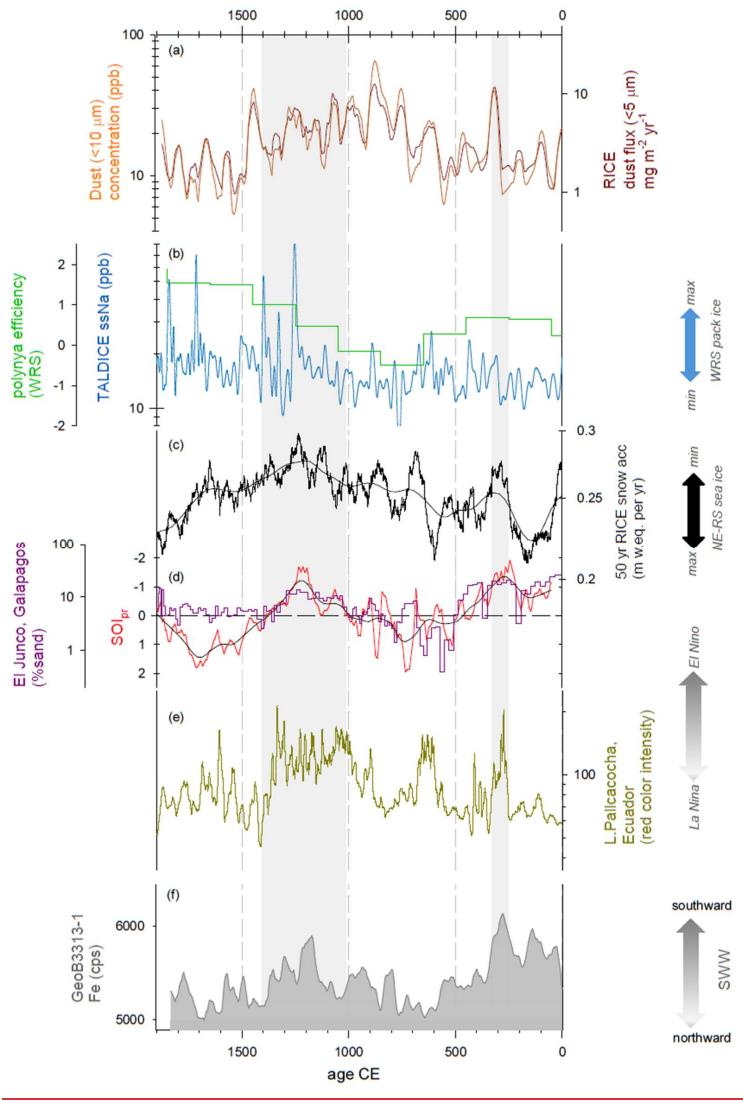 1500 1000 500 0
100
(a)
10
Dust (<10 µm)
concentration (ppb)
10
1
RICE
dust flux (<5 µm)
mg m-2 yr-1
(b)
2
1
0
-1
-2
polynya efficiency
(WRS)
TALDICE ssNa (ppb)
10
max
WRS pack ice
min
(c)
0.3
0.25
0.2
50 yr RICE snow acc
(m w.eq. per yr)
min
NE-RS sea ice
max
(d)
100
10
1
El Junco, Galapagos
(%sand)
-2
-1
0
1
2
SOIpr
El Nino
La Nina
(e)
100
L.Pallcacocha,
Ecuador
(red color intensity)
(f)
6000
5000
GeoB3313-1
Fe (cps)
southward
SWW
northward
1500 1000 500 0
age CE